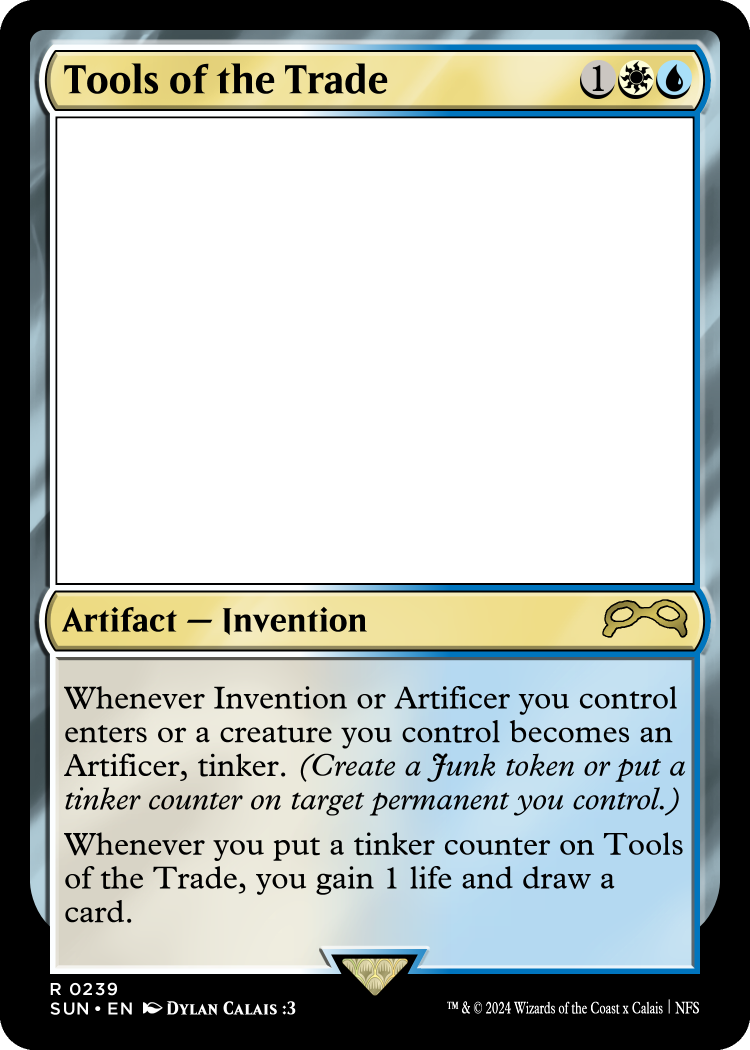 Tools of the Trade 1
Artifact — Invention
Whenever Invention or Artificer you control
enters or a creature you control becomes an
Artificer, tinker. (Create a Junk token or put a
tinker counter on target permanent you control.)
Whenever you put a tinker counter on Tools
of the Trade, you gain 1 life and draw a
card.
R 0239
SUN • EN Dylan Calais :3
™ & © 2024 Wizards of the Coast x Calais | NFS